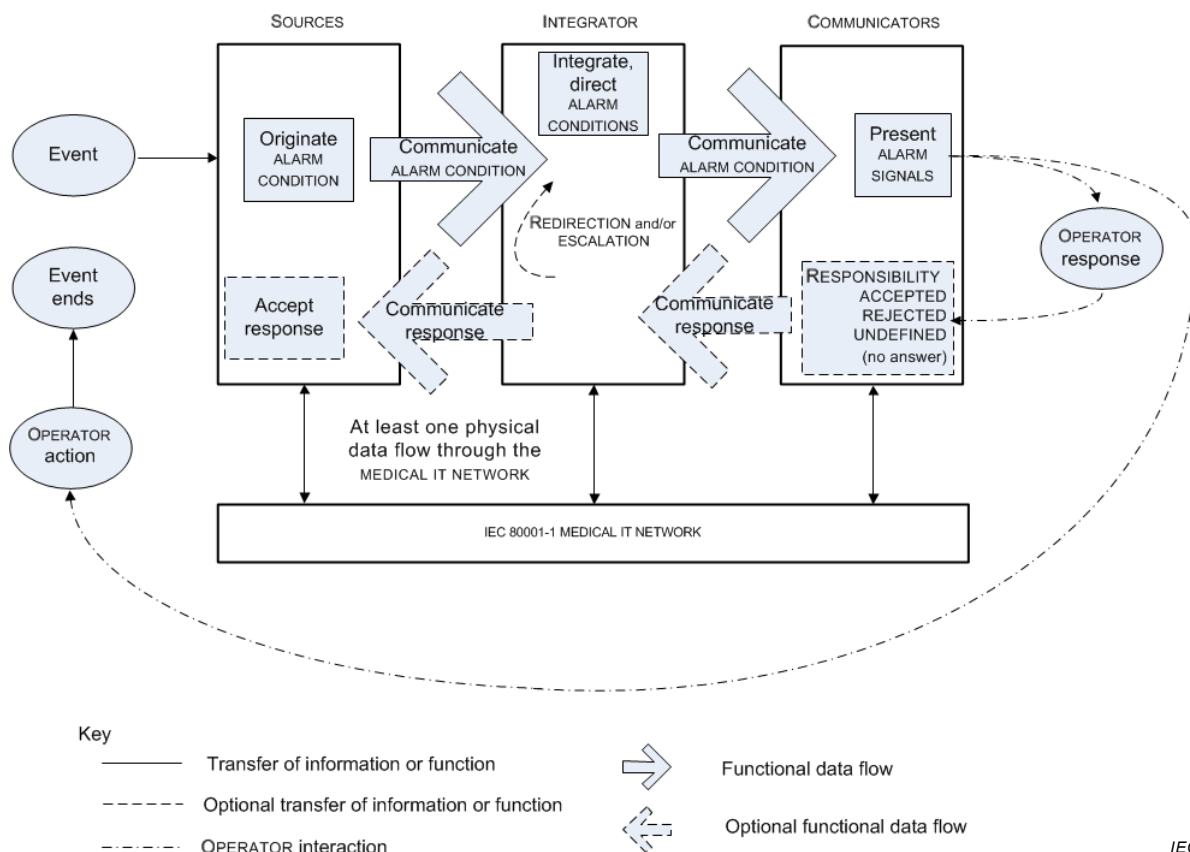 SOURCES
INTEGRATOR
COMMUNICATORS
Event
Originate
ALARM
CONDITION
Communicate
ALARM CONDITION
Integrate,
direct
ALARM
CONDITIONS
Communicate
ALARM CONDITION
Present
ALARM
SIGNALS
REDIRECTION and/or
ESCALATION
OPERATOR
response
Event
ends
Accept
response
Communicate
response
Communicate
response
RESPONSIBILITY
ACCEPTED
REJECTED
UNDEFINED
(no answer)
OPERATOR
action
At least one physical
data flow through the
MEDICAL IT NETWORK
IEC 80001-1 MEDICAL IT NETWORK
Key
Transfer of information or function
Functional data flow
Optional transfer of information or function
Optional functional data flow
OPERATOR interaction
IEC